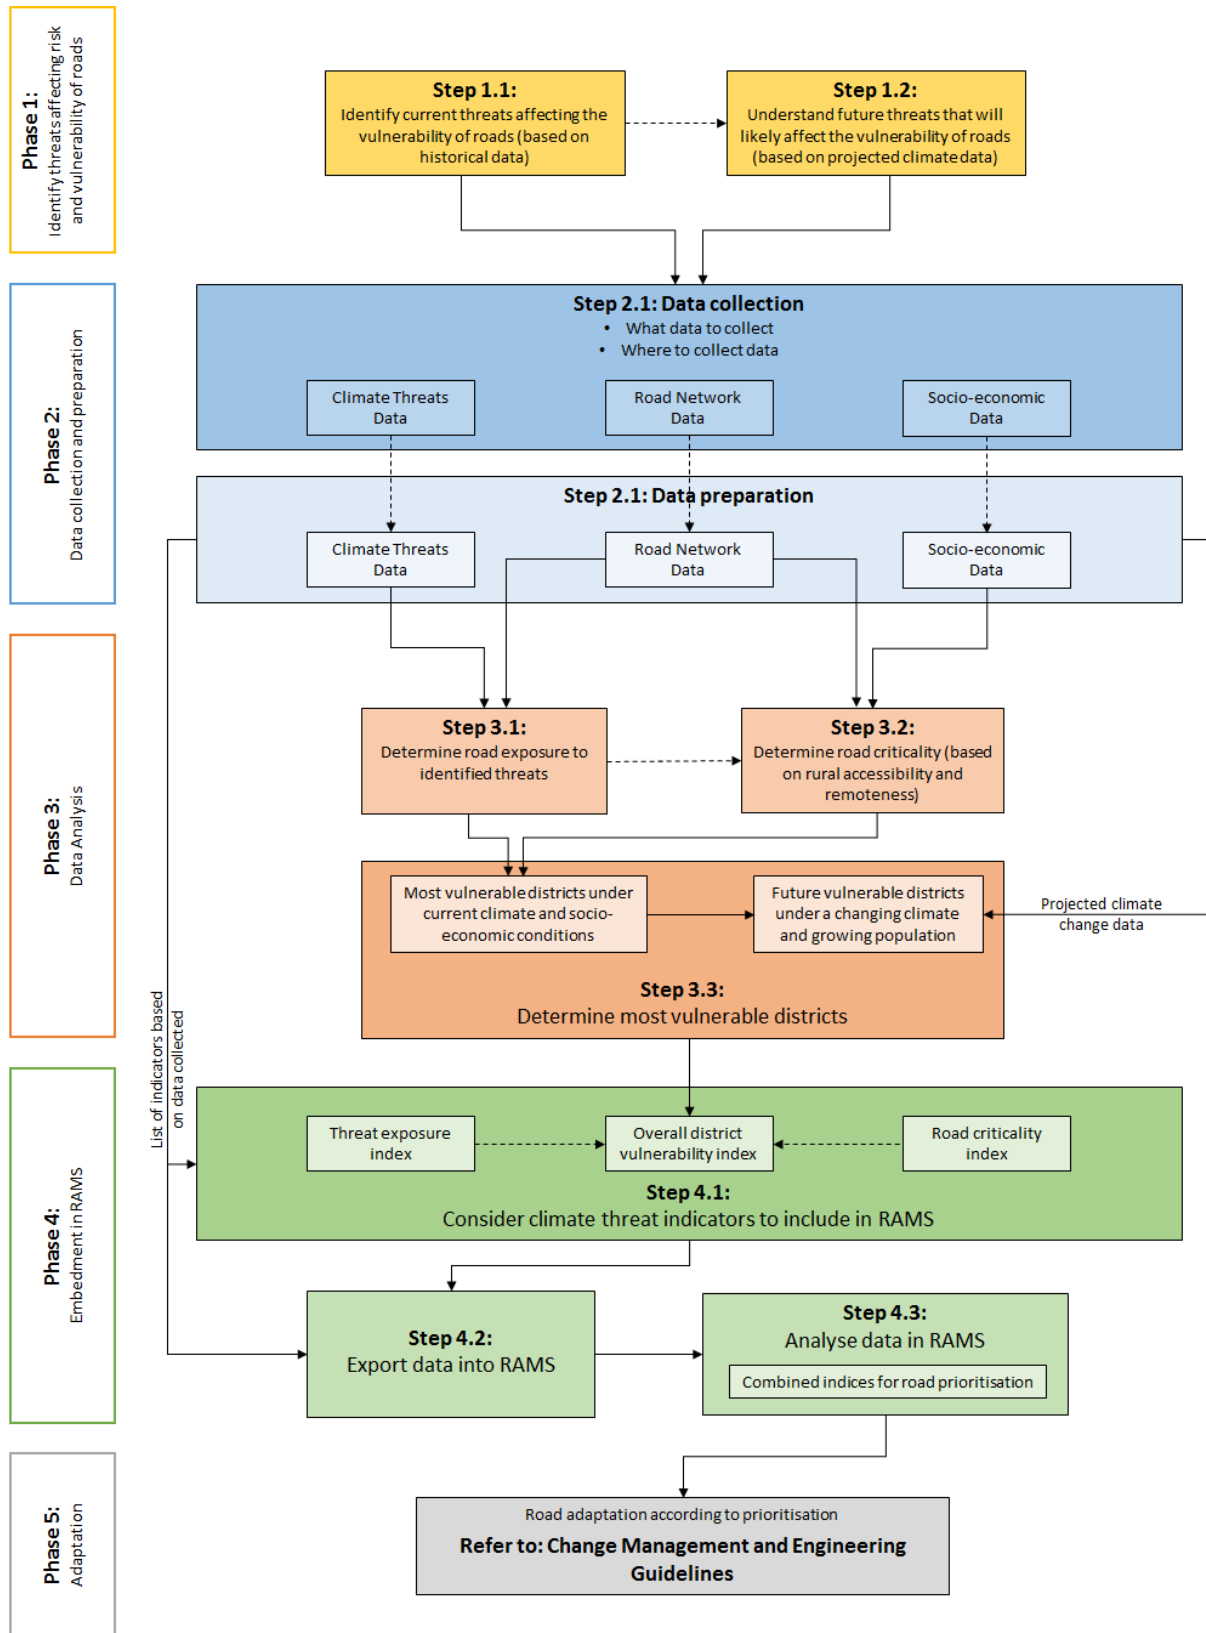 Phase 1:
Identify threats affecting risk
and vulnerability of roads
Step 1.1:
Identify current threats affecting the
vulnerability of roads (based on
historical data)
Step 1.2:
Understand future threats that will
likely affect the vulnerability of roads
(based on projected climate data)
Phase 2:
Data collection and preparation
Step 2.1: Data collection
• What data to collect
• Where to collect data
Climate Threats
Data
Road Network
Data
Socio-economic
Data
Step 2.1: Data preparation
Climate Threats
Data
Road Network
Data
Socio-economic
Data
Phase 3:
Data Analysis
Step 3.1:
Determine road exposure to
identified threats
Step 3.2:
Determine road criticality (based
on rural accessibility and
remoteness)
Most vulnerable districts under
current climate and socio-
economic conditions
Future vulnerable districts
under a changing climate
and growing population
Projected climate
change data
Step 3.3:
Determine most vulnerable districts
List of indicators based
on data collected
Phase 4:
Embedment in RAMS
Threat exposure
index
Overall district
vulnerability index
Road criticality
index
Step 4.1:
Consider climate threat indicators to include in RAMS
Step 4.2:
Export data into RAMS
Step 4.3:
Analyse data in RAMS
Combined indices for road prioritisation
Phase 5:
Adaptation
Road adaptation according to prioritisation
Refer to: Change Management and Engineering
Guidelines